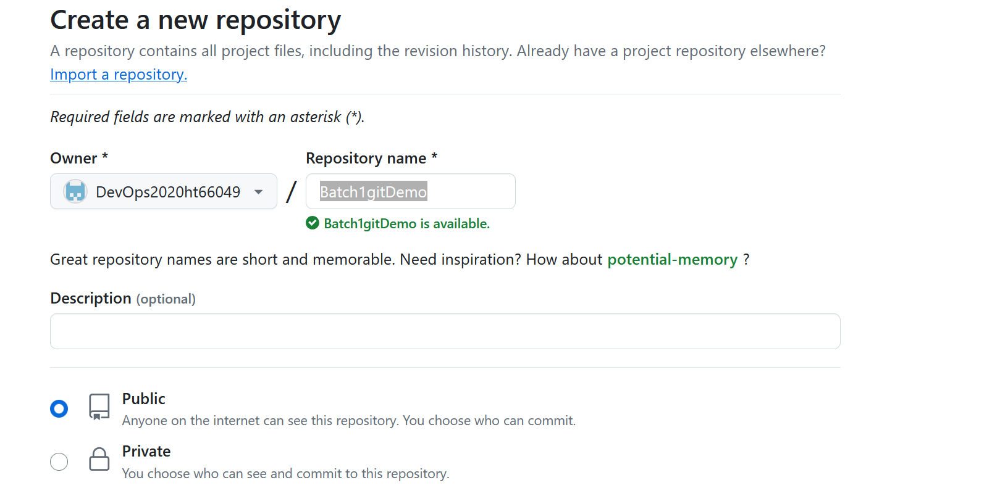 Create a new repository
A repository contains all project files, including the revision history. Already have a project repository elsewhere?
Import a repository.
Required fields are marked with an asterisk (*).
Owner *
Repository name *
DevOps2020ht66049
/
Batch1gitDemo
Batch1gitDemo is available.
Great repository names are short and memorable. Need inspiration? How about potential-memory ?
Description (optional)
Public
Anyone on the internet can see this repository. You choose who can commit.
Private
You choose who can see and commit to this repository.